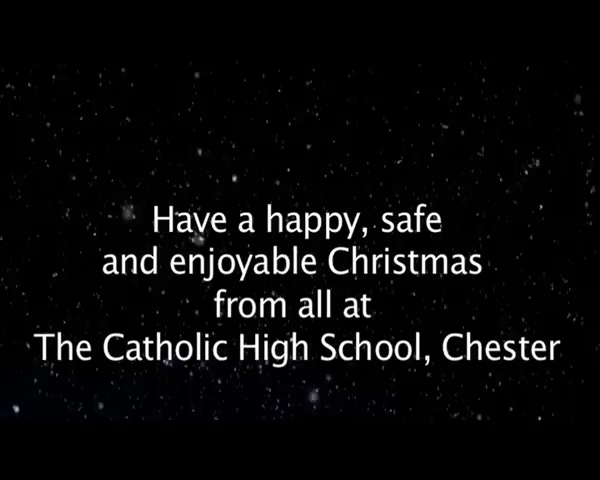 Have a happy, safe
and enjoyable Christmas
from all at
The Catholic High School, Chester